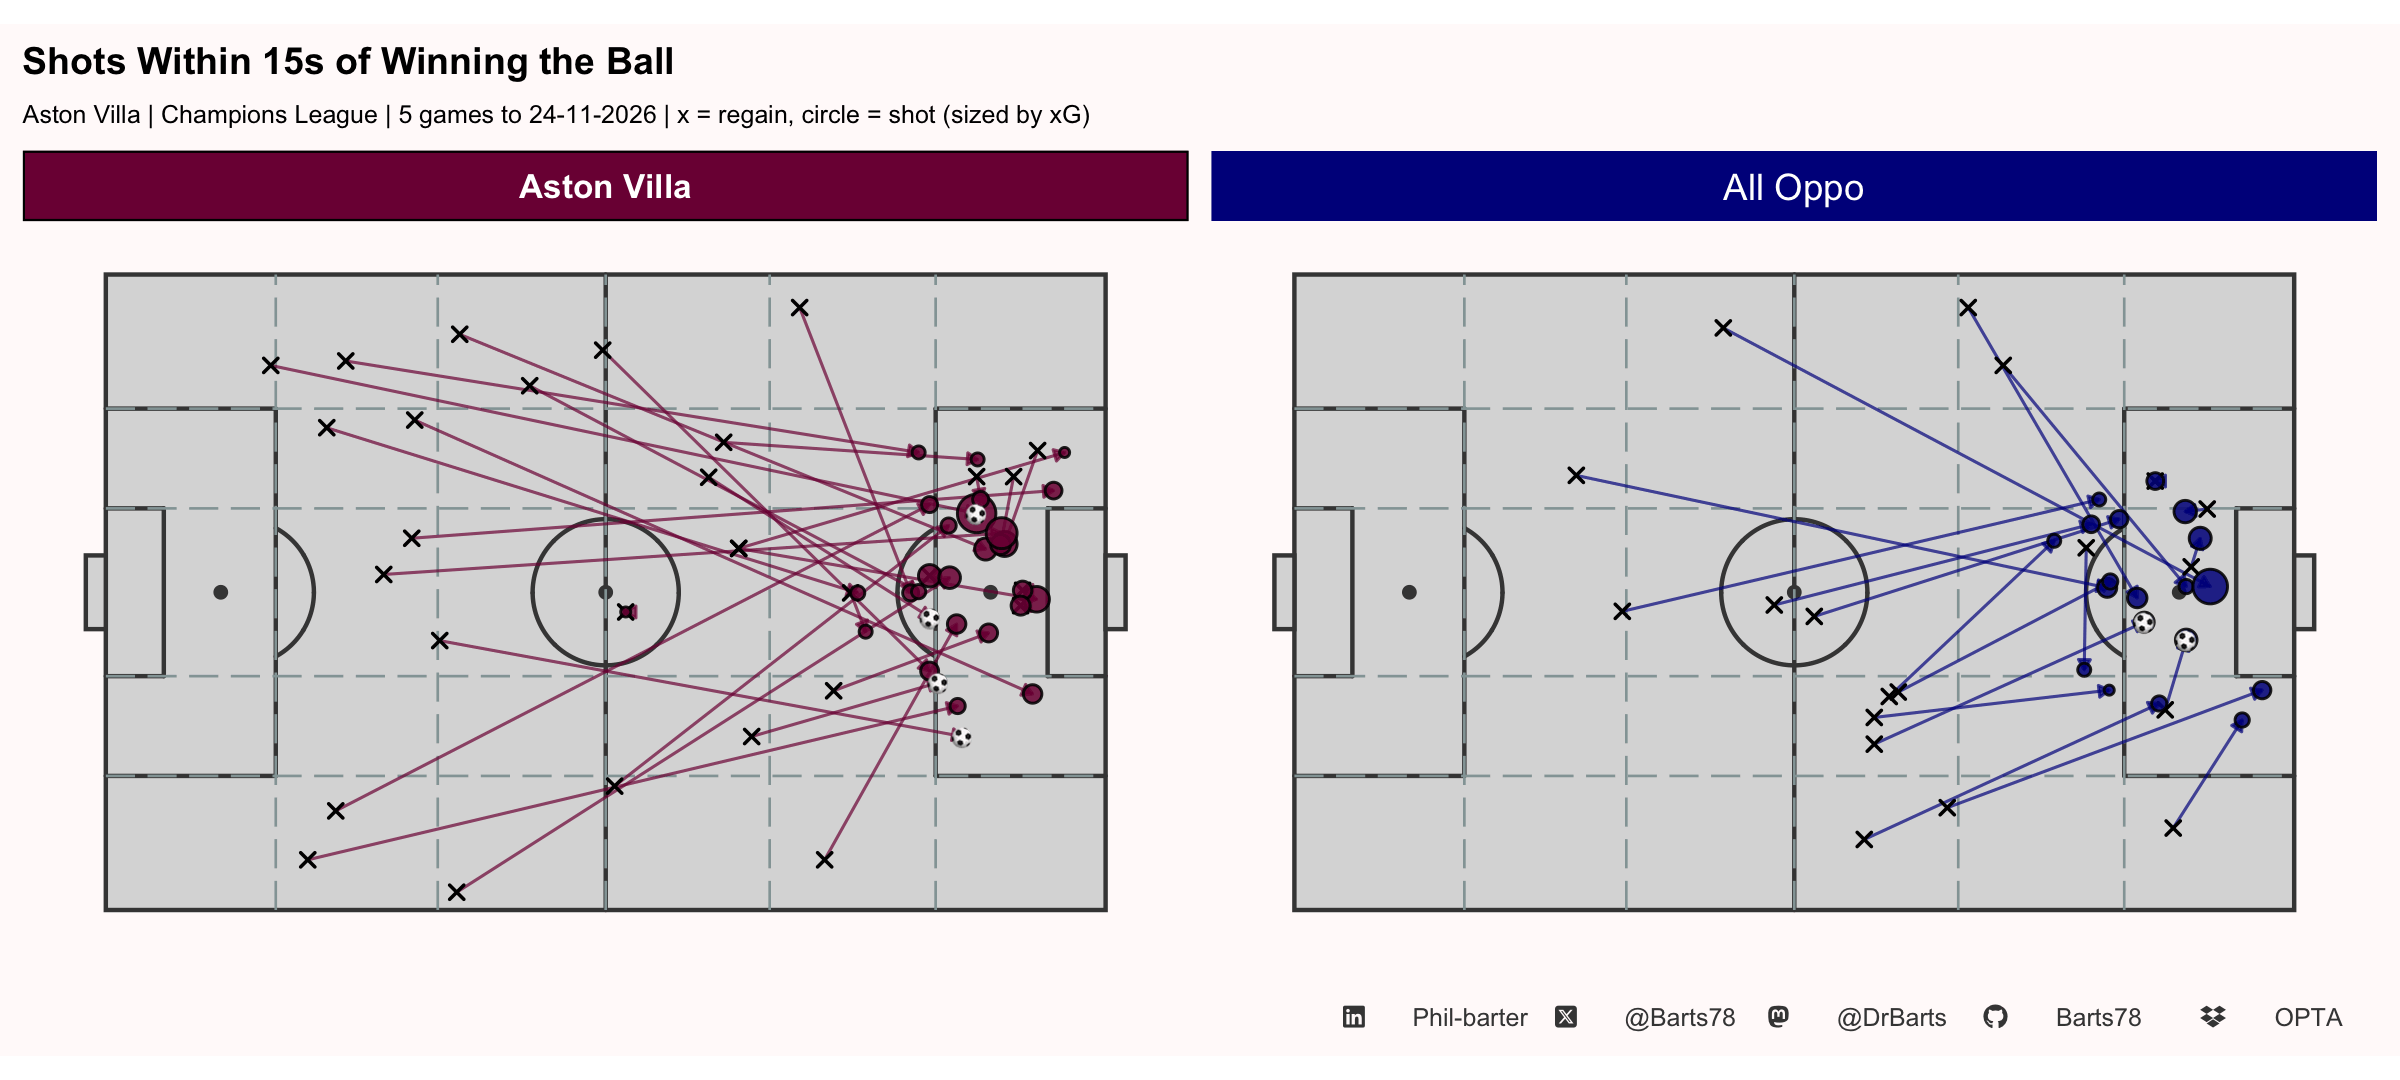 Shots Within 15s of Winning the Ball
Aston Villa | Champions League | 5 games to 24-11-2026 | x = regain, circle = shot (sized by xG)
Aston Villa
All Oppo
Phil-barter @Barts78 @DrBarts Barts78 OPTA